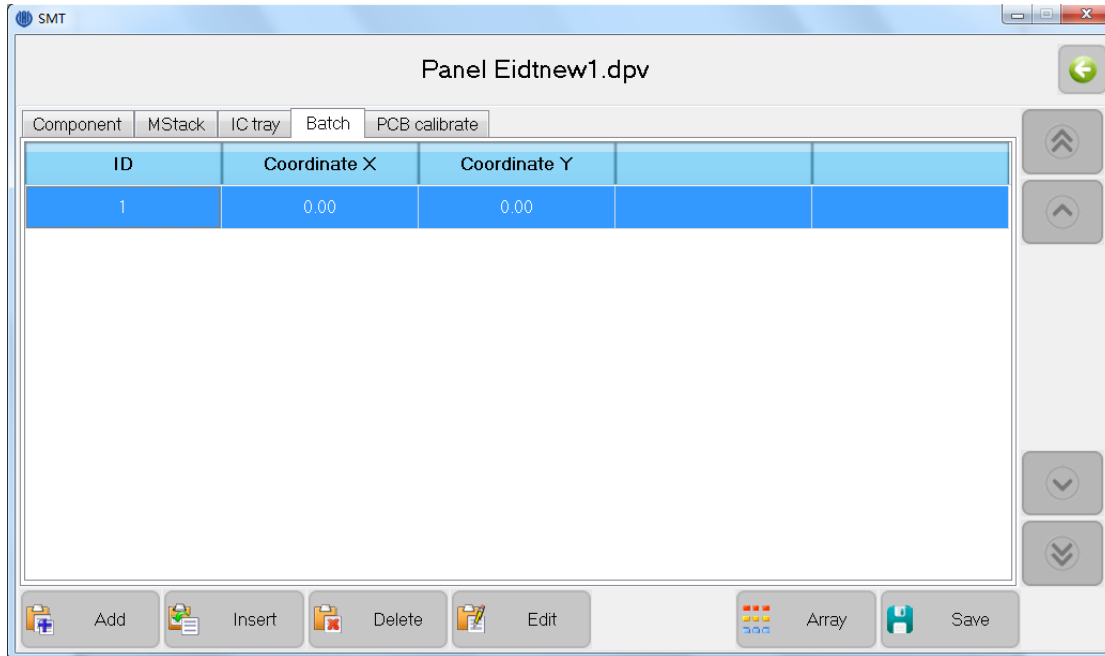 SMT
Panel Eidtnew1.dpv
Component MStack IC tray Batch PCB calibrate
ID Coordinate X Coordinate Y
1 0.00 0.00
Add Insert Delete Edit Array Save